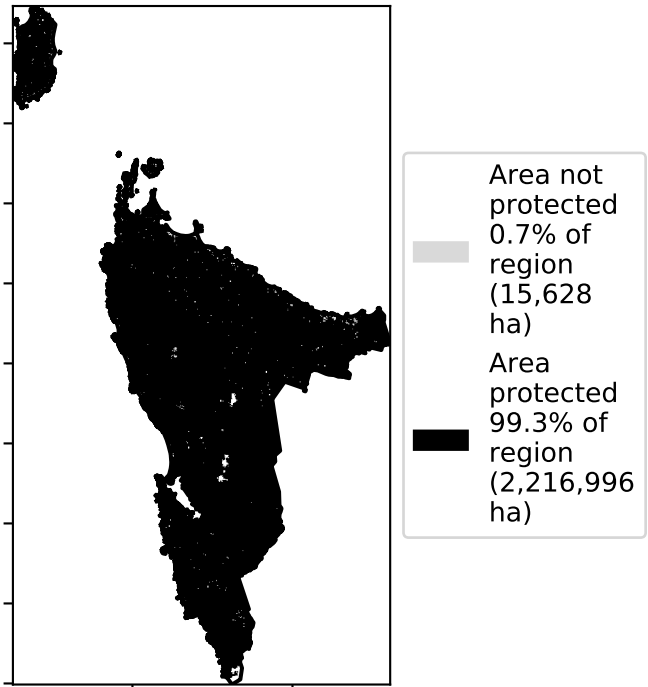 Area not
protected
0.7% of
region
(15,628
ha)
Area
protected
99.3% of
region
(2,216,996
ha)